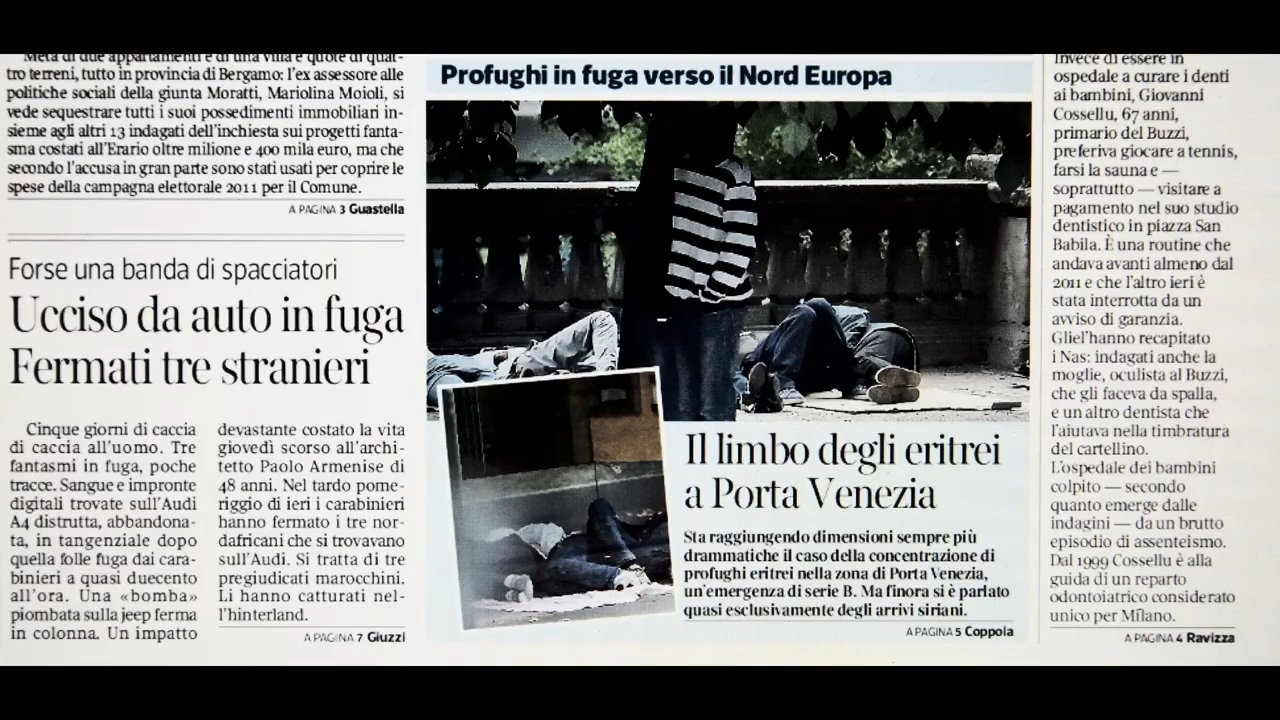 Metà di due appartamenti e di una villa e quote di quat-
tro terreni, tutto in provincia di Bergamo: l'ex assessore alle
politiche sociali della giunta Moratti, Mariolina Moioli, si
vede sequestrare tutti i suoi possedimenti immobiliari in-
sieme agli altri 13 indagati dell'inchiesta sui progetti fanta-
sma costati all'Erario oltre milione e 400 mila euro, ma che
secondo l'accusa in gran parte sono stati usati per coprire le
spese della campagna elettorale 2011 per il Comune.
A PAGINA 3 Guastella
Forse una banda di spacciatori
Ucciso da auto in fuga
Fermati tre stranieri
Cinque giorni di caccia
di caccia all'uomo. Tre
fantasmi in fuga, poche
tracce. Sangue e impronte
digitali trovate sull'Audi
A4 distrutta, abbandona-
ta, in tangenziale dopo
quella folle fuga dai cara-
binieri a quasi duecento
all'ora. Una «bomba»
piombata sulla jeep ferma
in colonna. Un impatto
devastante costato la vita
giovedì scorso all'archi-
tetto Paolo Armenise di
48 anni. Nel tardo pome-
riggio di ieri i carabinieri
hanno fermato i tre nor-
dafricani che si trovavano
sull'Audi. Si tratta di tre
pregiudicati marocchini.
Li hanno catturati nel-
l'hinterland.
A PAGINA 7 Giuzzi
Profughi in fuga verso il Nord Europa
Il limbo degli eritrei
a Porta Venezia
Sta raggiungendo dimensioni sempre più
drammatiche il caso della concentrazione di
profughi eritrei nella zona di Porta Venezia,
un'emergenza di serie B. Ma finora si è parlato
quasi esclusivamente degli arrivi siriani.
A PAGINA 5 Coppola
Invece di essere in
ospedale a curare i denti
ai bambini, Giovanni
Cossellu, 67 anni,
primario del Buzzi,
preferiva giocare a tennis,
farsi la sauna e —
soprattutto — visitare a
pagamento nel suo studio
dentistico in piazza San
Babila. È una routine che
andava avanti almeno dal
2011 e che l'altro ieri è
stata interrotta da un
avviso di garanzia.
Gliel'hanno recapitato
i Nas: indagati anche la
moglie, oculista al Buzzi,
che gli faceva da spalla,
e un altro dentista che
l'aiutava nella timbratura
del cartellino.
L'ospedale dei bambini
colpito — secondo
quanto emerge dalle
indagini — da un brutto
episodio di assenteismo.
Dal 1999 Cossellu è alla
guida di un reparto
odontoiatrico considerato
unico per Milano.
A PAGINA 4 Ravizza